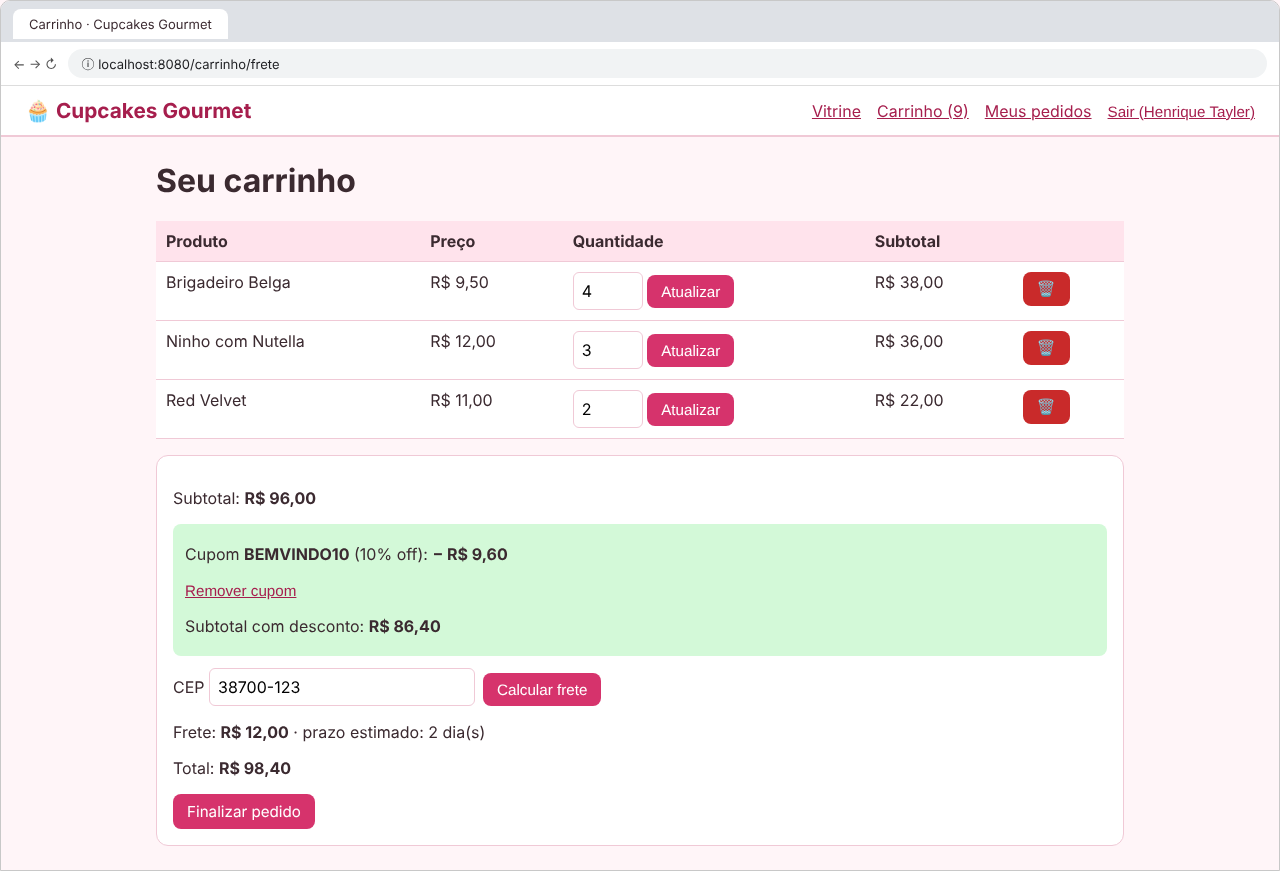 Carrinho · Cupcakes Gourmet
localhost:8080/carrinho/frete
Cupcakes Gourmet
Vitrine Carrinho (9) Meus pedidos Sair (Henrique Tayler)
Seu carrinho
Produto Preço Quantidade Subtotal
Brigadeiro Belga R$ 9,50 4 Atualizar R$ 38,00
Ninho com Nutella R$ 12,00 3 Atualizar R$ 36,00
Red Velvet R$ 11,00 2 Atualizar R$ 22,00
Subtotal: R$ 96,00
Cupom BEMVINDO10 (10% off): − R$ 9,60
Remover cupom
Subtotal com desconto: R$ 86,40
CEP 38700-123 Calcular frete
Frete: R$ 12,00 · prazo estimado: 2 dia(s)
Total: R$ 98,40
Finalizar pedido